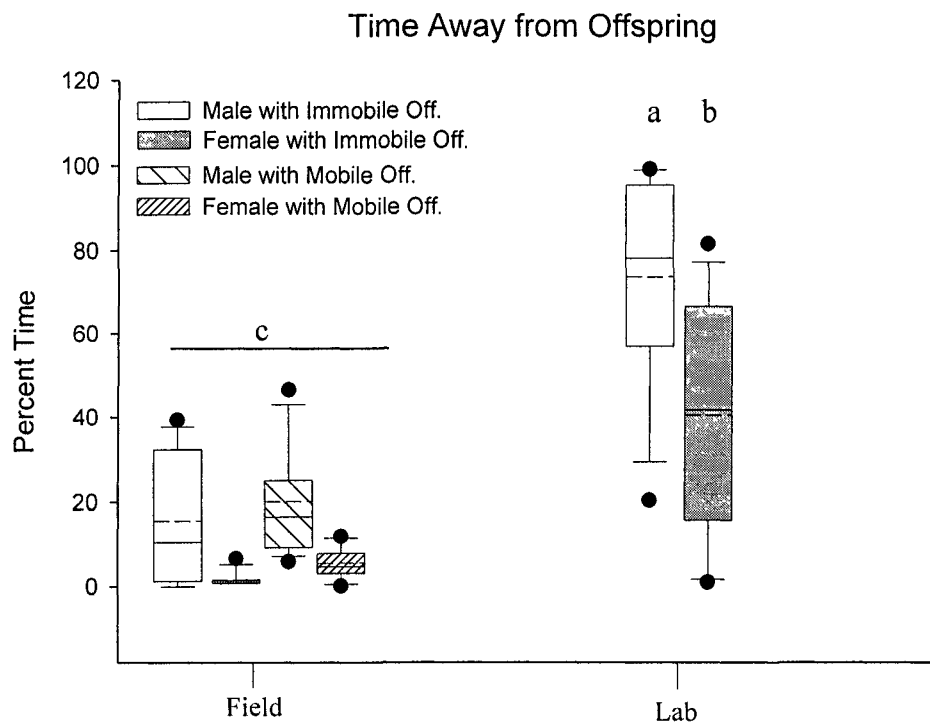 Time Away from Offspring
120
100
80
60
40
20
0
Percent Time
Male with Immobile Off.
Female with Immobile Off.
Male with Mobile Off.
Female with Mobile Off.
a b
c
Field Lab